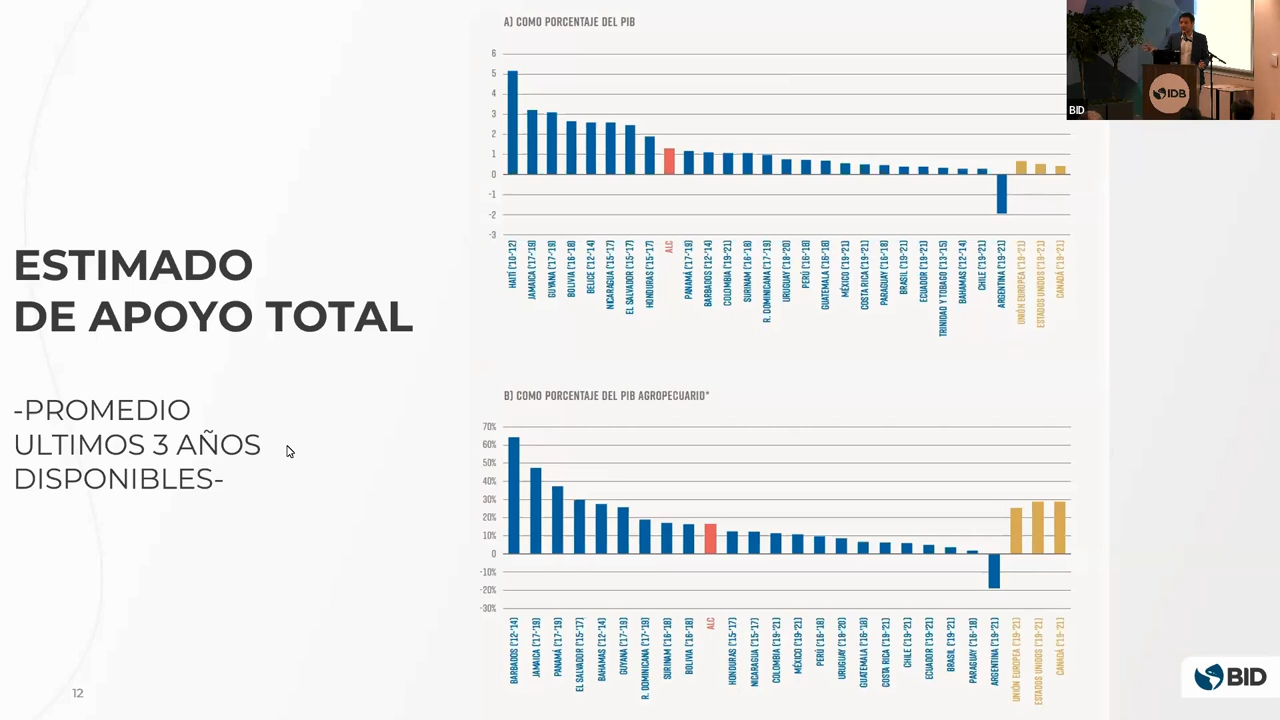 ESTIMADO
DE APOYO TOTAL
-PROMEDIO
ULTIMOS 3 AÑOS
DISPONIBLES-
12
A) COMO PORCENTAJE DEL PIB
6
5
4
3
2
1
0
-1
-2
-3
HAITÍ ('10-'12)
JAMAICA ('17-'19)
GUYANA ('17-'19)
BOLIVIA ('16-'18)
BELICE ('12-'14)
NICARAGUA ('15-'17)
EL SALVADOR ('15-'17)
HONDURAS ('15-'17)
ALC
PANAMÁ ('17-'19)
BARBADOS ('12-'14)
COLOMBIA ('19-'21)
SURINAM ('16-'18)
R. DOMINICANA ('17-'19)
URUGUAY ('18-'20)
PERÚ ('16-'18)
GUATEMALA ('16-'18)
MÉXICO ('19-'21)
COSTA RICA ('19-'21)
PARAGUAY ('16-'18)
BRASIL ('19-'21)
ECUADOR ('19-'21)
TRINIDAD Y TOBAGO ('13-'15)
BAHAMAS ('12-'14)
CHILE ('19-'21)
ARGENTINA ('19-'21)
UNIÓN EUROPEA ('19-'21)
ESTADOS UNIDOS ('19-'21)
CANADÁ ('19-'21)
B) COMO PORCENTAJE DEL PIB AGROPECUARIO*
70%
60%
50%
40%
30%
20%
10%
0
-10%
-20%
-30%
BARBADOS ('12-'14)
JAMAICA ('17-'19)
PANAMÁ ('17-'19)
EL SALVADOR ('15-'17)
BAHAMAS ('12-'14)
GUYANA ('17-'19)
R. DOMINICANA ('17-'19)
SURINAM ('16-'18)
BOLIVIA ('16-'18)
ALC
HONDURAS ('15-'17)
NICARAGUA ('15-'17)
COLOMBIA ('19-'21)
MÉXICO ('19-'21)
PERÚ ('16-'18)
URUGUAY ('18-'20)
GUATEMALA ('16-'18)
COSTA RICA ('19-'21)
CHILE ('19-'21)
ECUADOR ('19-'21)
BRASIL ('19-'21)
PARAGUAY ('16-'18)
ARGENTINA ('19-'21)
UNIÓN EUROPEA ('19-'21)
ESTADOS UNIDOS ('19-'21)
CANADÁ ('19-'21)
IDB
BID
BID